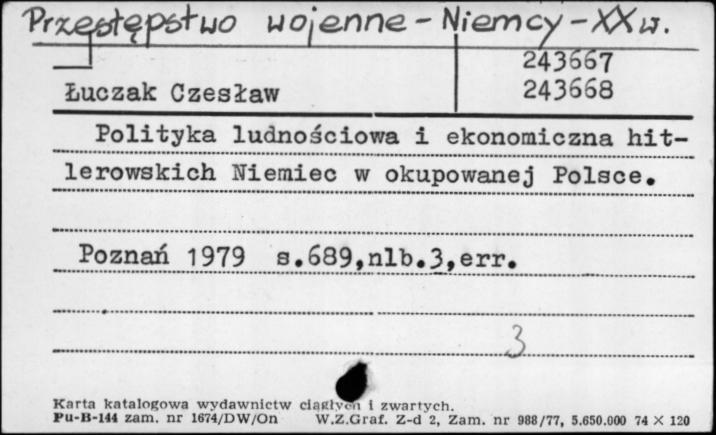 Przestępstwo wojenne - Niemcy - XX w.
243667
Łuczak Czesław 243668
Polityka ludnościowa i ekonomiczna hit-
lerowskich Niemiec w okupowanej Polsce.
Poznań 1979 s.689,nlb.3,err.
3
Karta katalogowa wydawnictw ciągłych i zwartych.
Pu-B-144 zam. nr 1674/DW/On W.Z.Graf. Z-d 2, Zam. nr 988/77, 5.650.000 74 × 120